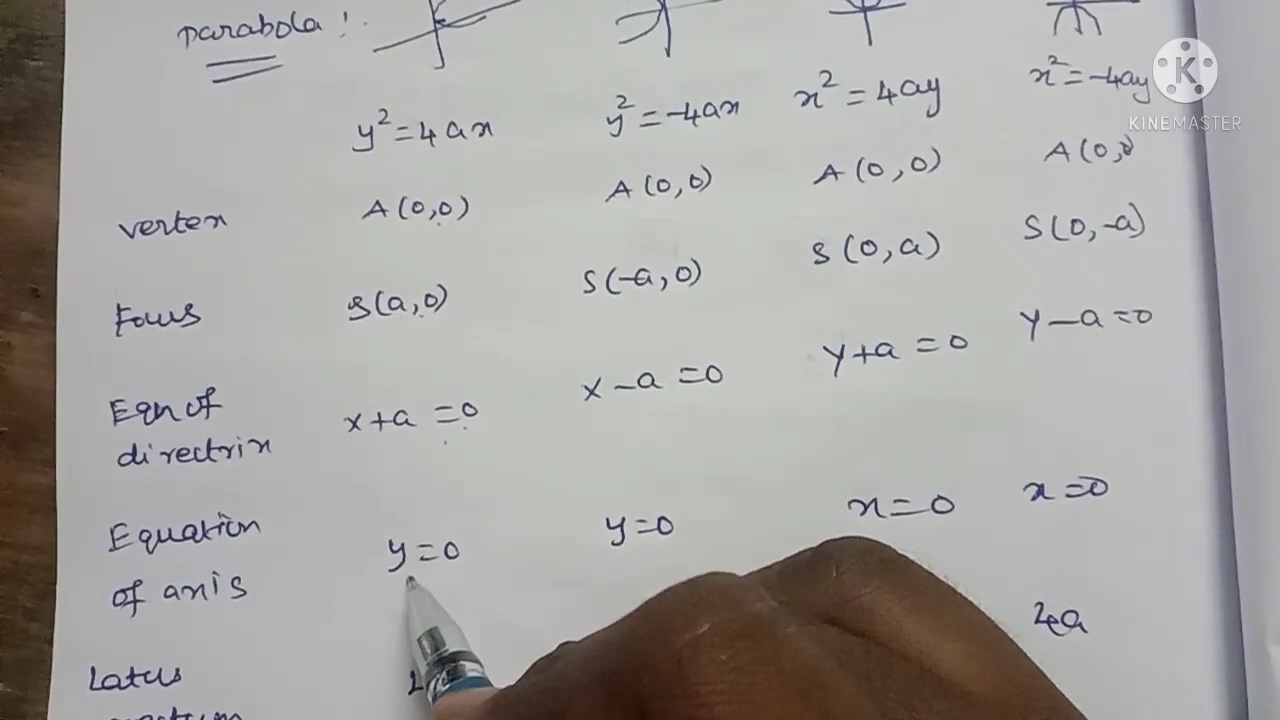 parabola :
y² = 4ax y² = -4ax x² = 4ay x² = -4ay
KINEMASTER
vertex A(0,0) A(0,0) A(0,0) A(0,0)
Focus S(a,0) S(-a,0) S(0,a) S(0,-a)
Eqn of
directrix x+a =0 x-a =0 y+a =0 y-a =0
Equation
of axis y=0 y=0 x=0 x=0
Latus 4a